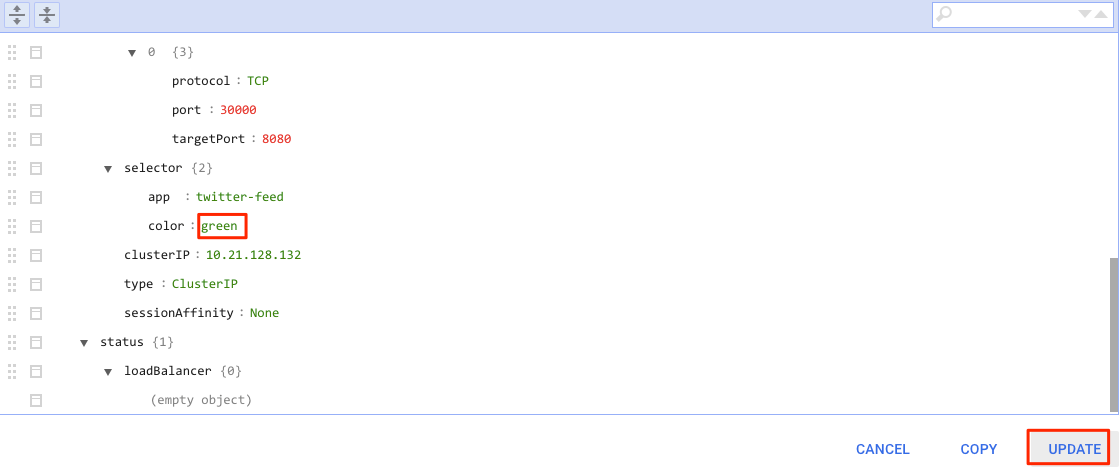 0 {3}
protocol : TCP
port : 30000
targetPort : 8080
selector {2}
app : twitter-feed
color : green
clusterIP : 10.21.128.132
type : ClusterIP
sessionAffinity : None
status {1}
loadBalancer {0}
(empty object)
CANCEL COPY UPDATE